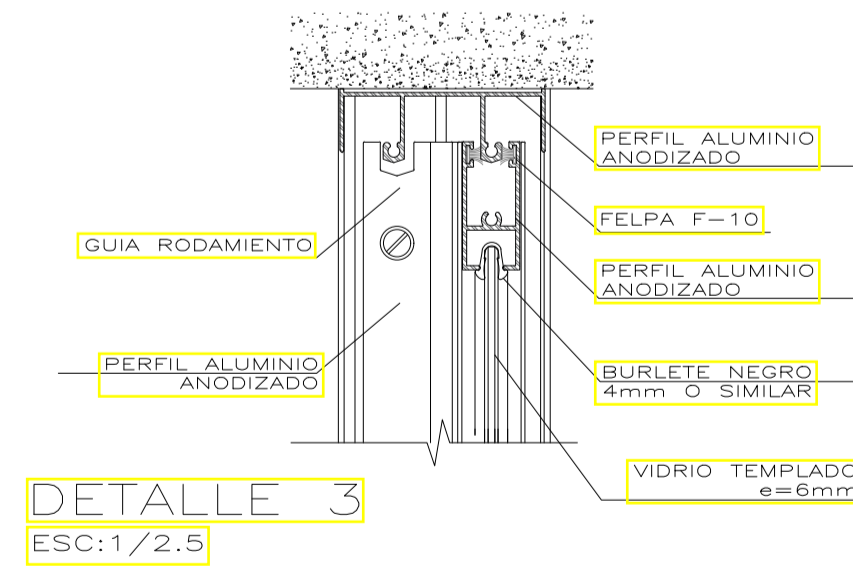 PERFIL ALUMINIO
ANODIZADO
FELPA F-10
GUIA RODAMIENTO
PERFIL ALUMINIO
ANODIZADO
PERFIL ALUMINIO
ANODIZADO
BURLETE NEGRO
4mm O SIMILAR
VIDRIO TEMPLADO
e=6mm
DETALLE 3
ESC:1/2.5